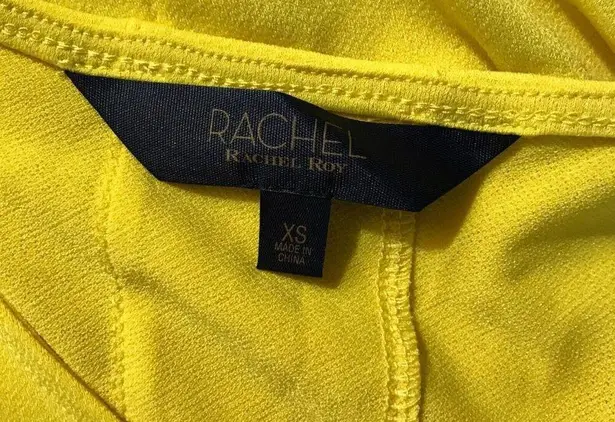 RACHEL
RACHEL ROY
XS
MADE IN
CHINA